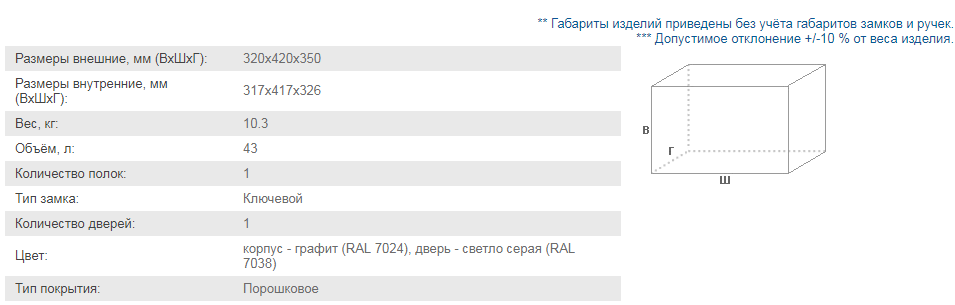 ** Габариты изделий приведены без учёта габаритов замков и ручек.
*** Допустимое отклонение +/-10 % от веса изделия.
Размеры внешние, мм (ВхШхГ): 320x420x350
Размеры внутренние, мм
(ВхШхГ): 317x417x326
Вес, кг: 10.3
Объём, л: 43
Количество полок: 1
Тип замка: Ключевой
Количество дверей: 1
Цвет: корпус - графит (RAL 7024), дверь - светло серая (RAL
7038)
Тип покрытия: Порошковое
В
Г
Ш